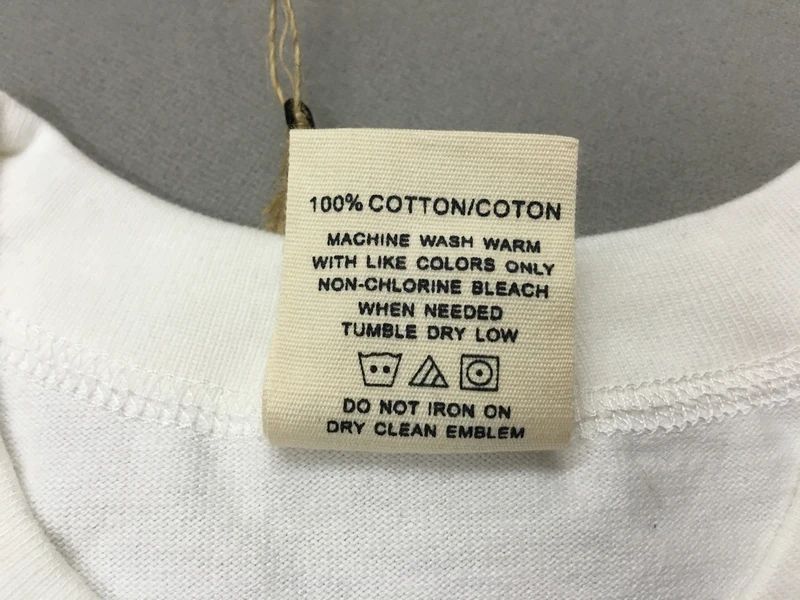 100% COTTON/COTON
MACHINE WASH WARM
WITH LIKE COLORS ONLY
NON-CHLORINE BLEACH
WHEN NEEDED
TUMBLE DRY LOW
DO NOT IRON ON
DRY CLEAN EMBLEM